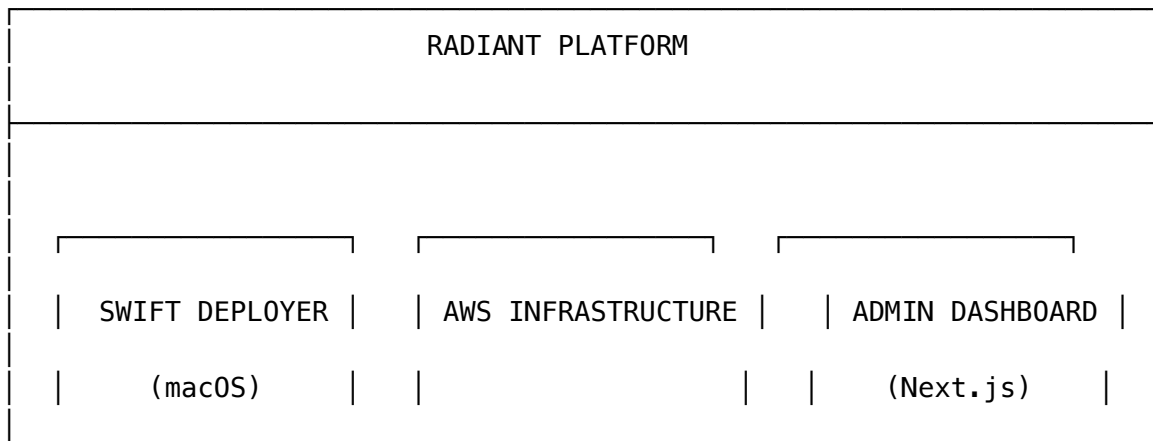 RADIANT PLATFORM
SWIFT DEPLOYER AWS INFRASTRUCTURE ADMIN DASHBOARD
(macOS) (Next.js)